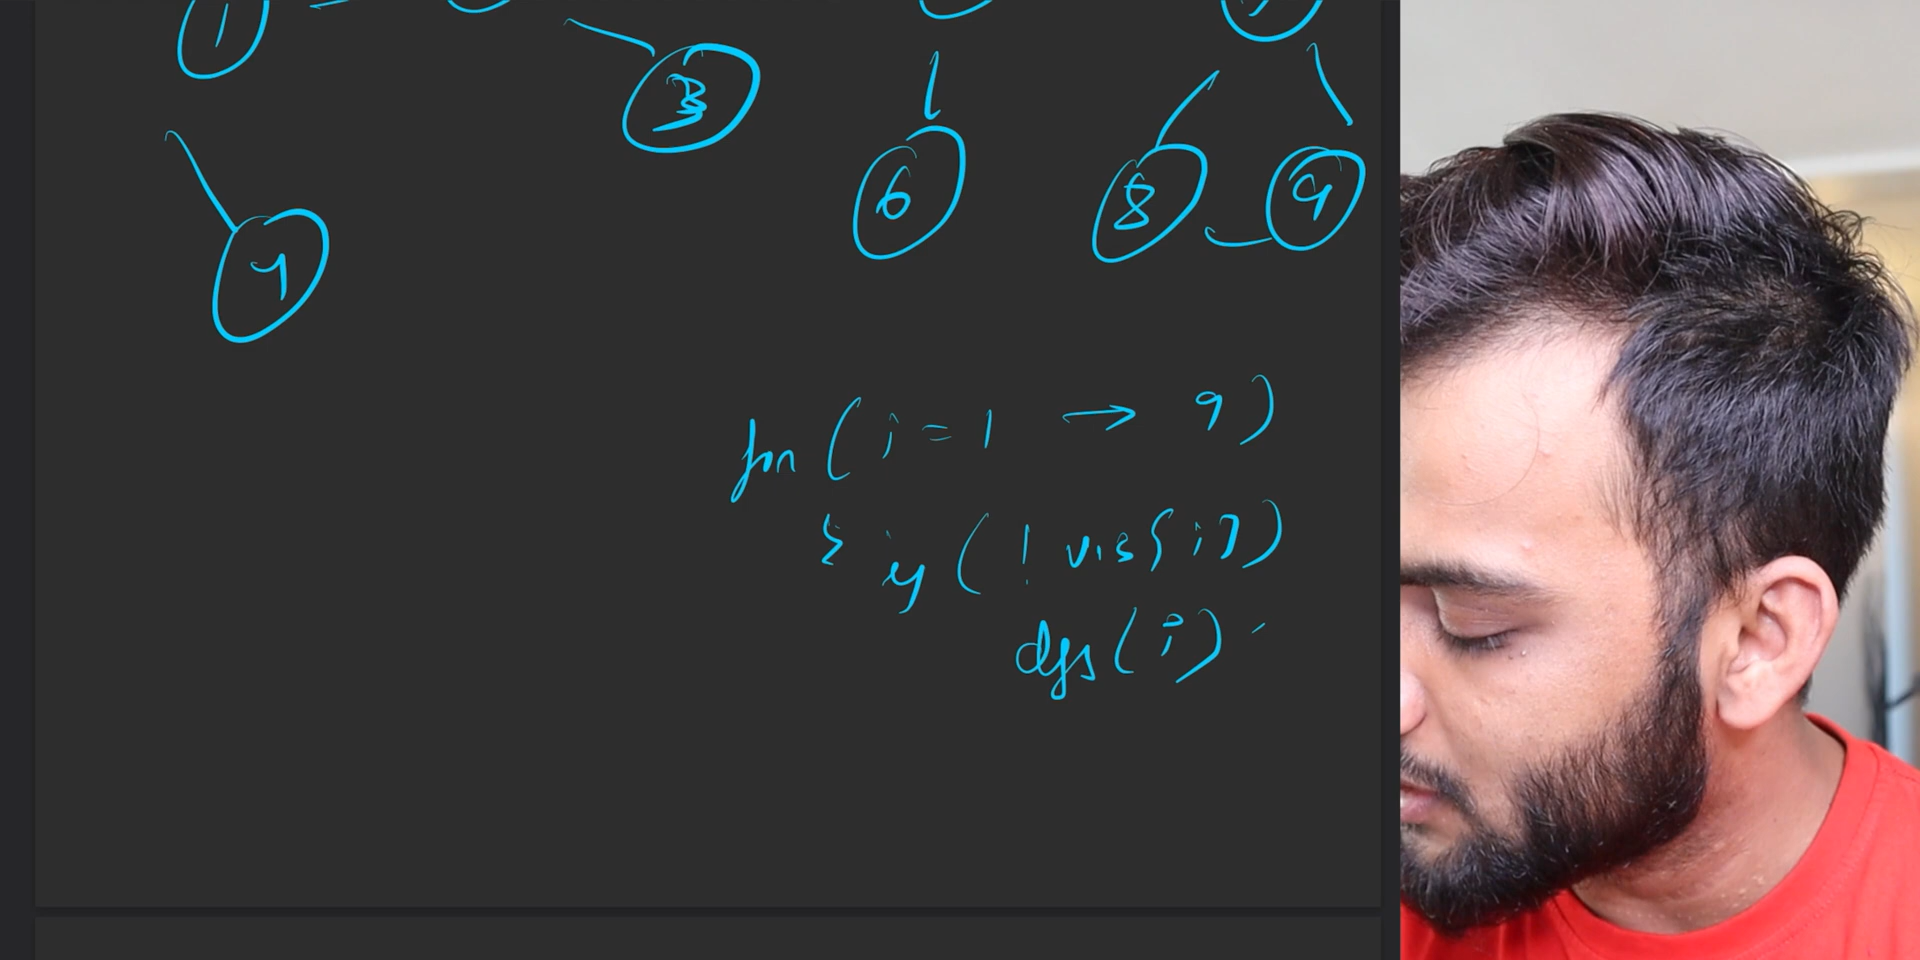 1
3
6
8 9
4
for ( i = 1 → 9 )
{ if ( ! vis[i] )
dfs ( i )